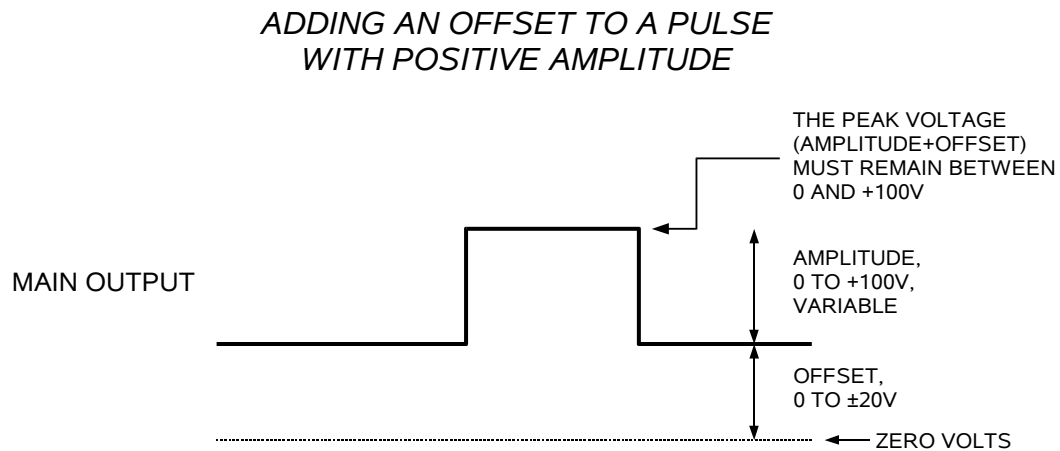 ADDING AN OFFSET TO A PULSE
WITH POSITIVE AMPLITUDE
THE PEAK VOLTAGE
(AMPLITUDE+OFFSET)
MUST REMAIN BETWEEN
0 AND +100V
MAIN OUTPUT
AMPLITUDE,
0 TO +100V,
VARIABLE
OFFSET,
0 TO ±20V
ZERO VOLTS